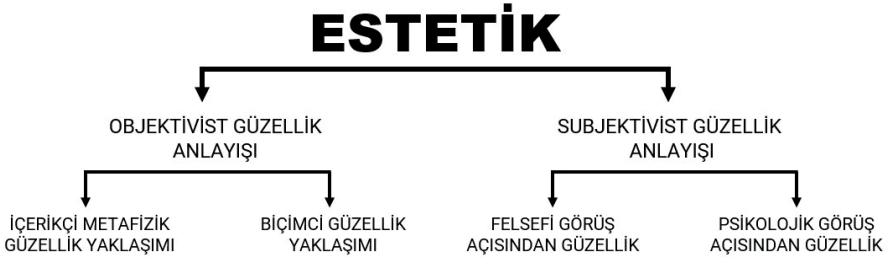 ESTETİK
OBJEKTİVİST GÜZELLİK
ANLAYIŞI
SUBJEKTİVİST GÜZELLİK
ANLAYIŞI
İÇERİKÇİ METAFİZİK
GÜZELLİK YAKLAŞIMI
BİÇİMCİ GÜZELLİK
YAKLAŞIMI
FELSEFİ GÖRÜŞ
AÇISINDAN GÜZELLİK
PSİKOLOJİK GÖRÜŞ
AÇISINDAN GÜZELLİK